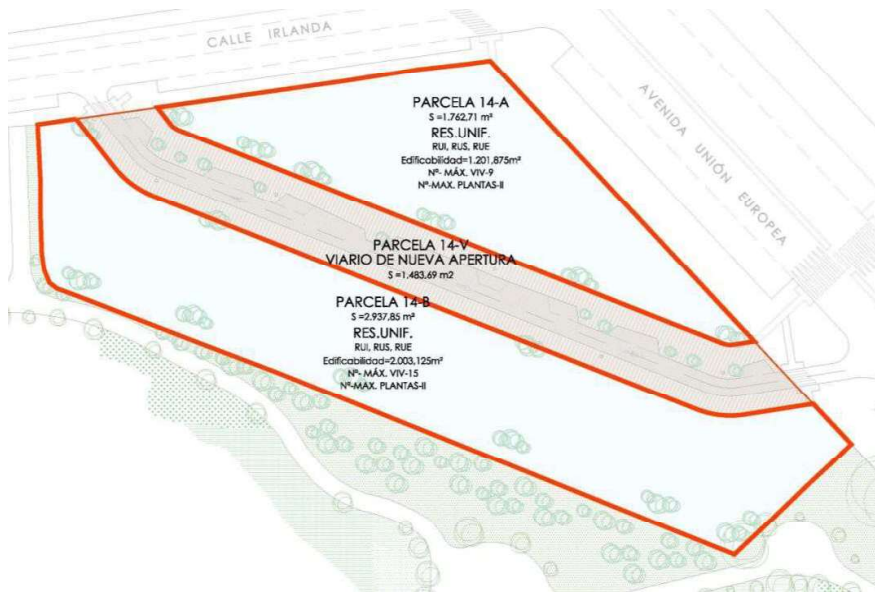 CALLE IRLANDA
AVENIDA UNIÓN EUROPEA
PARCELA 14-A
S =1.762,71 m²
RES.UNIF.
RUI, RUS, RUE
Edificabilidad=1.201,875m²
Nº- MÁX. VIV-9
Nº-MAX. PLANTAS-II
PARCELA 14-V
VIARIO DE NUEVA APERTURA
S =1.483,69 m2
PARCELA 14-B
S =2.937,85 m²
RES.UNIF.
RUI, RUS, RUE
Edificabilidad=2.003,125m²
Nº- MÁX. VIV-15
Nº-MAX. PLANTAS-II